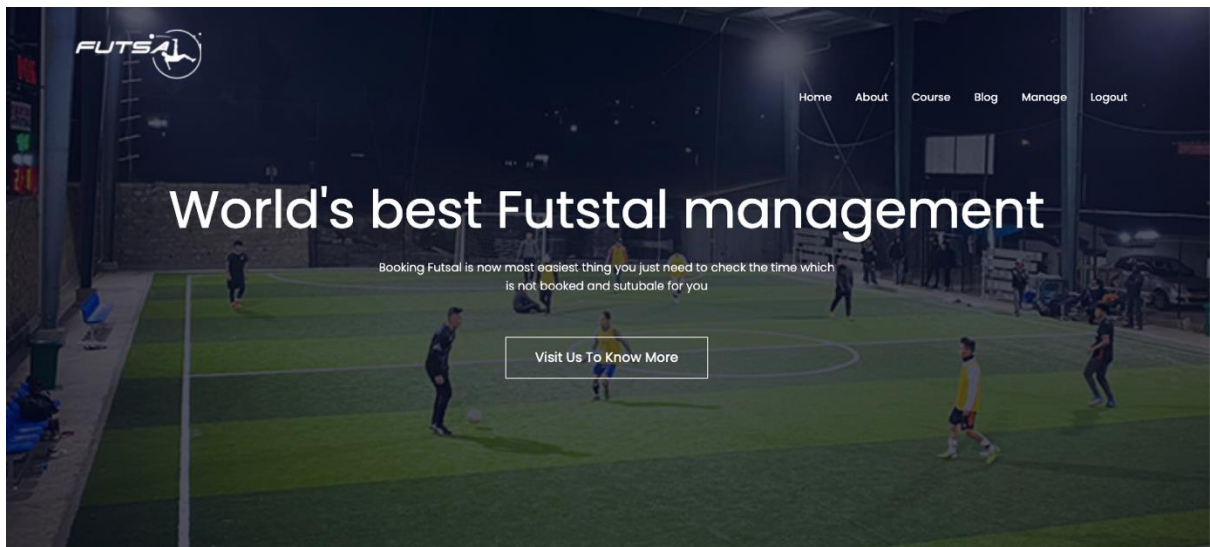 FUTSAL
Home About Course Blog Manage Logout
World's best Futstal management
Booking Futsal is now most easiest thing you just need to check the time which
is not booked and sutubale for you
Visit Us To Know More